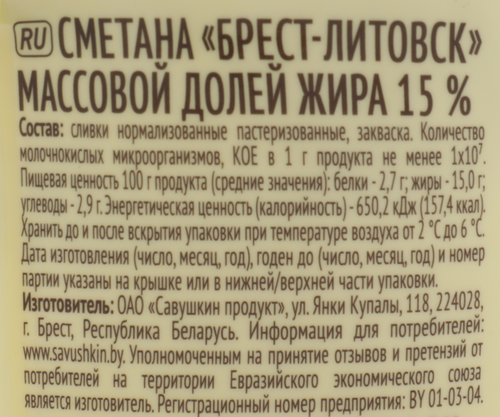 RU СМЕТАНА «БРЕСТ-ЛИТОВСК»
МАССОВОЙ ДОЛЕЙ ЖИРА 15 %
Состав: сливки нормализованные пастеризованные, закваска. Количество
молочнокислых микроорганизмов, КОЕ в 1 г продукта не менее 1х10⁷.
Пищевая ценность 100 г продукта (средние значения): белки - 2,7 г; жиры - 15,0 г;
углеводы - 2,9 г. Энергетическая ценность (калорийность) - 650,2 кДж (157,4 ккал).
Хранить до и после вскрытия упаковки при температуре воздуха от 2 °С до 6 °С.
Дата изготовления (число, месяц, год), годен до (число, месяц, год) и номер
партии указаны на крышке или в нижней/верхней части упаковки.
Изготовитель: ОАО «Савушкин продукт», ул. Янки Купалы, 118, 224028,
г. Брест, Республика Беларусь. Информация для потребителей:
www.savushkin.by. Уполномоченным на принятие отзывов и претензий от
потребителей на территории Евразийского экономического союза
является изготовитель. Регистрационный номер предприятия: BY 01-03-04.